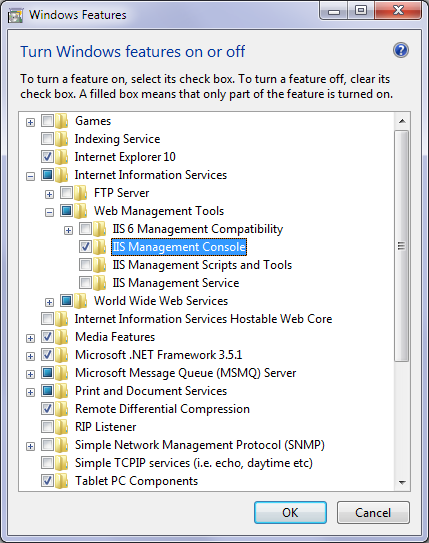 Windows Features
Turn Windows features on or off
To turn a feature on, select its check box. To turn a feature off, clear its
check box. A filled box means that only part of the feature is turned on.
Games
Indexing Service
Internet Explorer 10
Internet Information Services
FTP Server
Web Management Tools
IIS 6 Management Compatibility
IIS Management Console
IIS Management Scripts and Tools
IIS Management Service
World Wide Web Services
Internet Information Services Hostable Web Core
Media Features
Microsoft .NET Framework 3.5.1
Microsoft Message Queue (MSMQ) Server
Print and Document Services
Remote Differential Compression
RIP Listener
Simple Network Management Protocol (SNMP)
Simple TCPIP services (i.e. echo, daytime etc)
Tablet PC Components
OK
Cancel